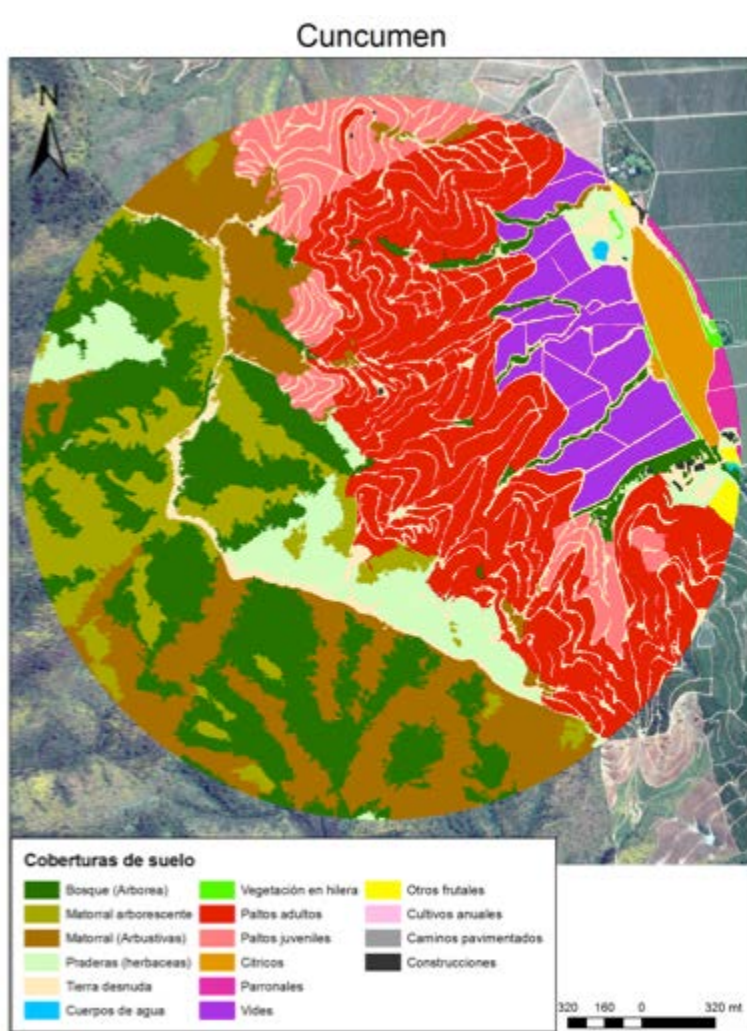 Cuncumen
N
Coberturas de suelo
Bosque (Arborea)
Matorral arborescente
Matorral (Arbustivas)
Praderas (herbaceas)
Tierra desnuda
Cuerpos de agua
Vegetación en hilera
Paltos adultos
Paltos juveniles
Cítricos
Parronales
Vides
Otros frutales
Cultivos anuales
Caminos pavimentados
Construcciones
320 160 0 320 mt